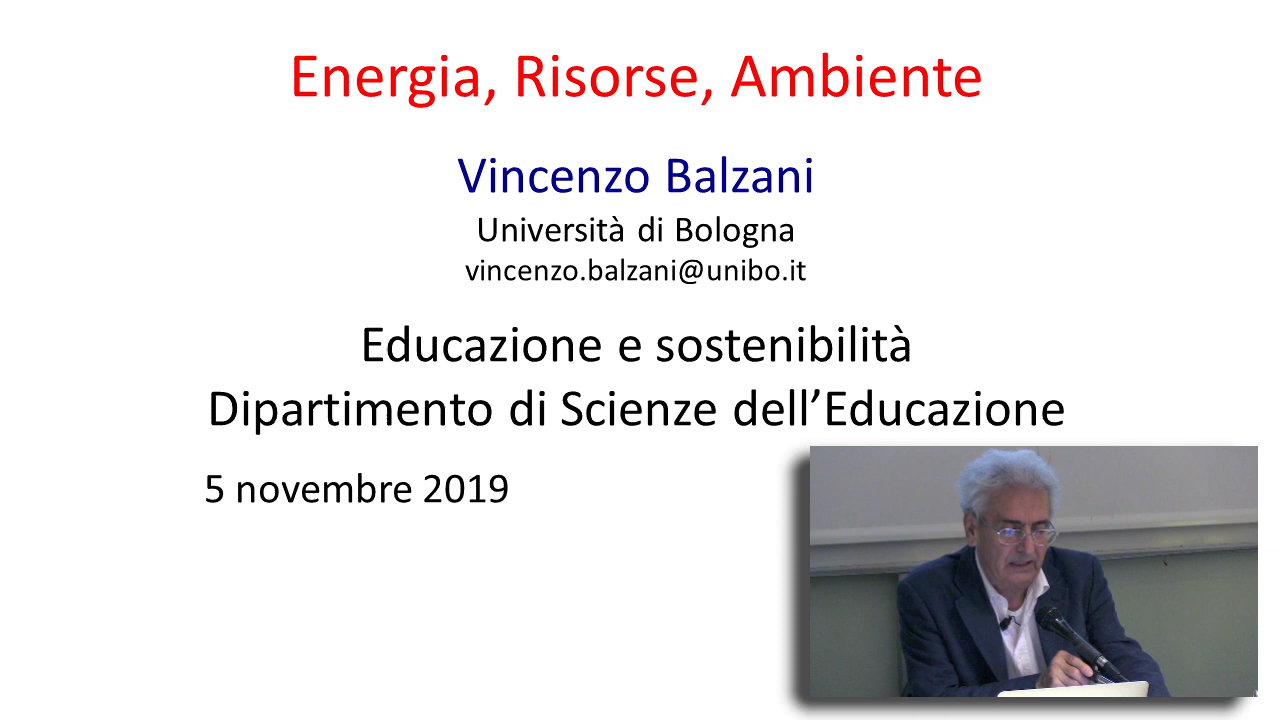 Energia, Risorse, Ambiente
Vincenzo Balzani
Università di Bologna
vincenzo.balzani@unibo.it
Educazione e sostenibilità
Dipartimento di Scienze dell’Educazione
5 novembre 2019